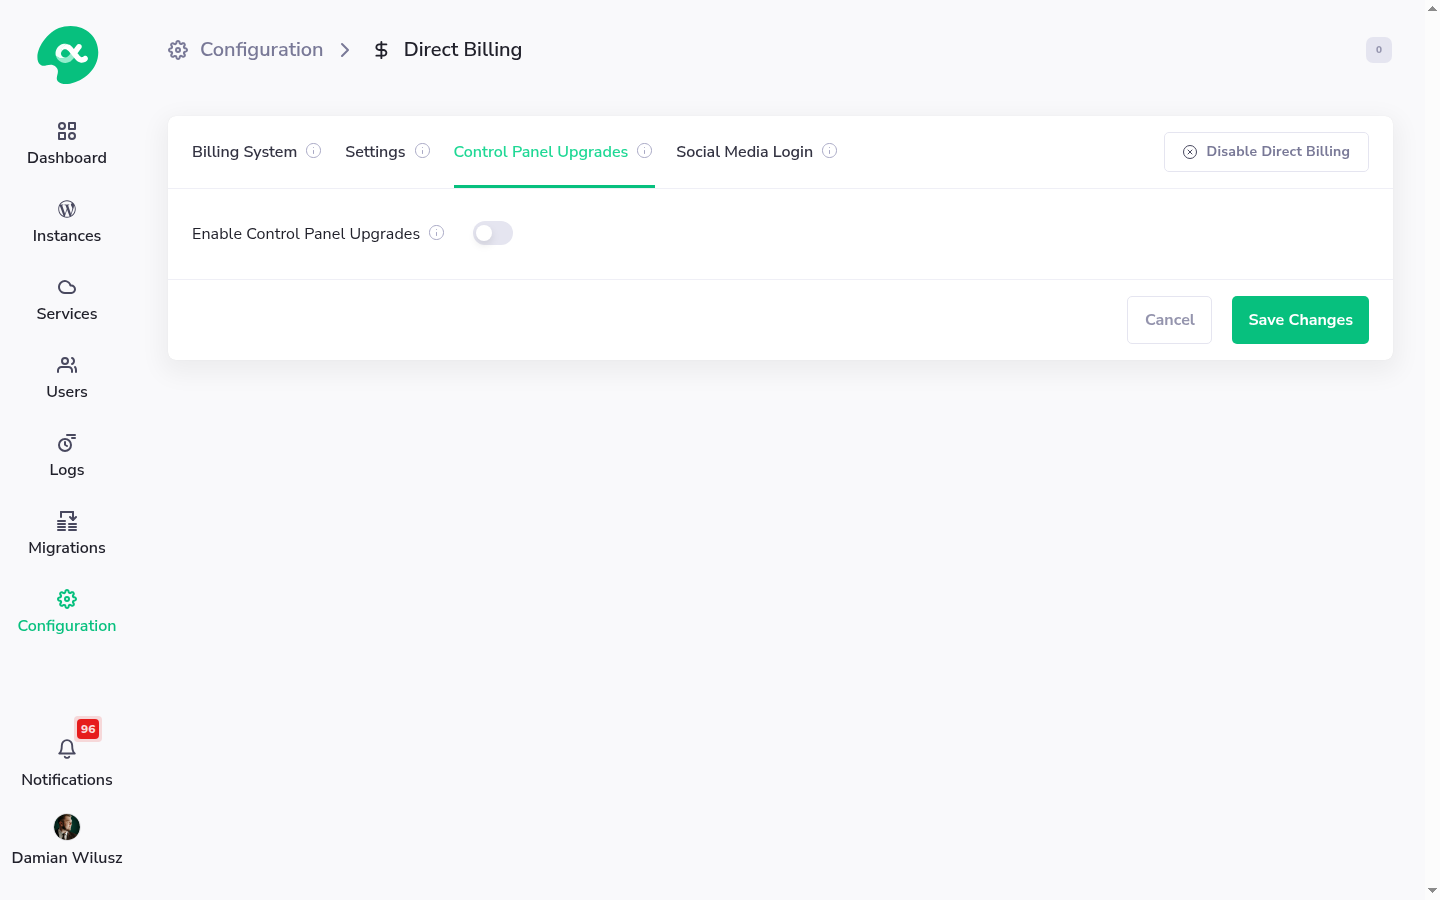 Configuration
Direct Billing
0
Dashboard
Instances
Services
Users
Logs
Migrations
Configuration
96
Notifications
Damian Wilusz
Billing System
Settings
Control Panel Upgrades
Social Media Login
Disable Direct Billing
Enable Control Panel Upgrades
Cancel
Save Changes